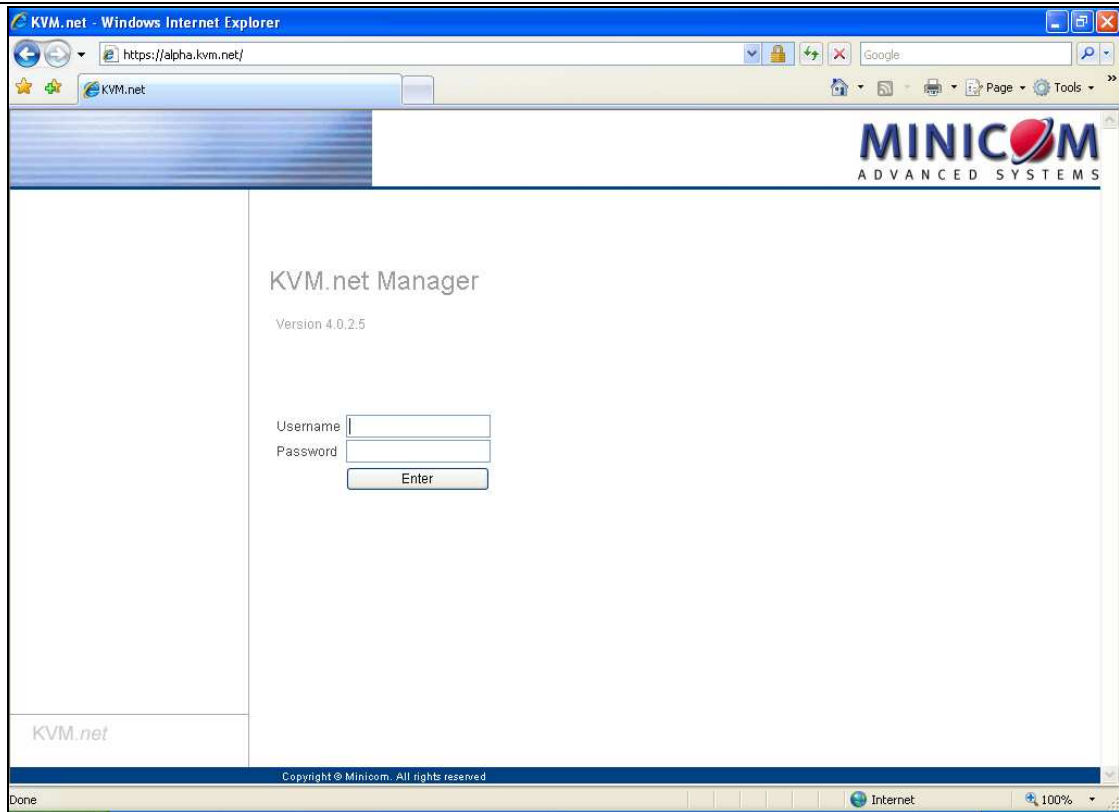 KVM.net - Windows Internet Explorer
https://alpha.kvm.net/
Google
KVM.net
Page
Tools
MINICOM
ADVANCED SYSTEMS
KVM.net Manager
Version 4.0.2.5
Username
Password
Enter
KVM.net
Copyright © Minicom. All rights reserved
Done
Internet
100%